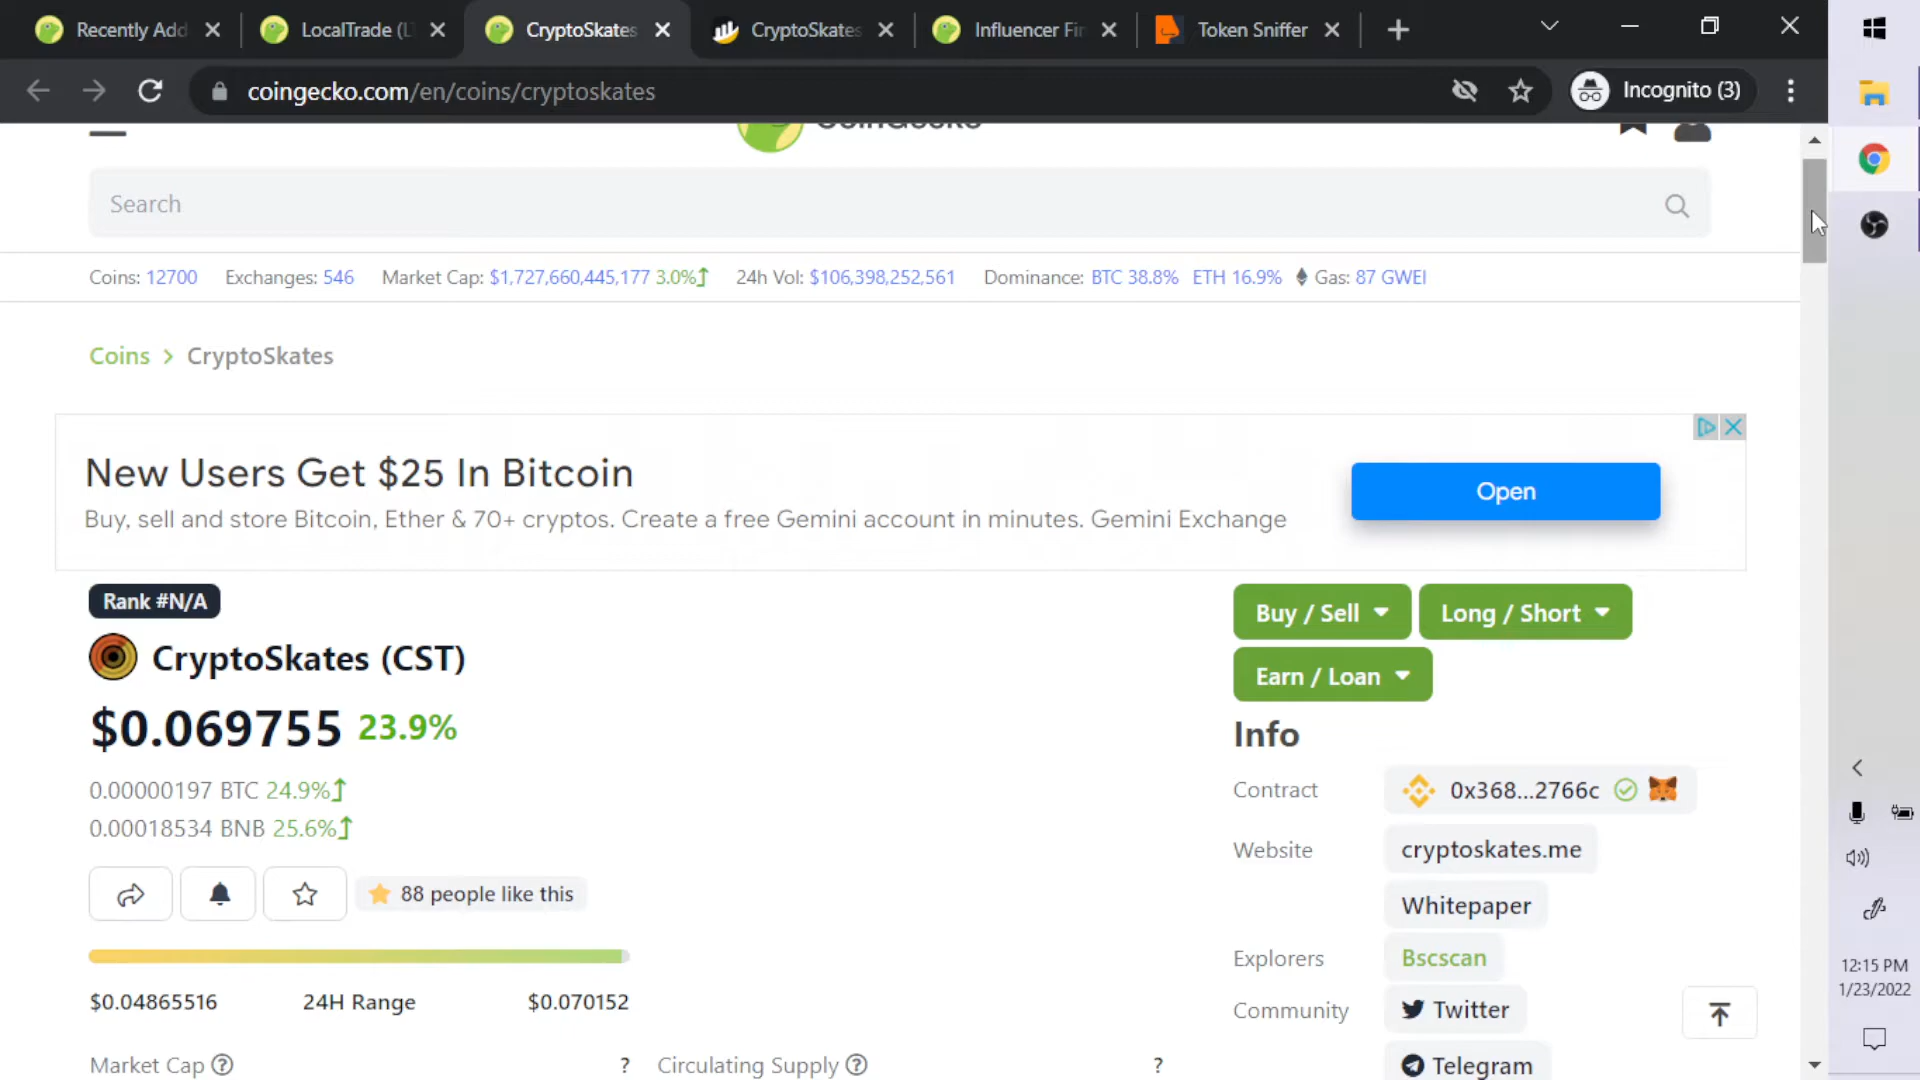 Recently Add
LocalTrade (L
CryptoSkates
CryptoSkates
Influencer Fi
Token Sniffer
coingecko.com/en/coins/cryptoskates
Incognito (3)
CoinGecko
Search
Coins: 12700 Exchanges: 546 Market Cap: $1,727,660,445,177 3.0% 24h Vol: $106,398,252,561 Dominance: BTC 38.8% ETH 16.9% Gas: 87 GWEI
Coins > CryptoSkates
New Users Get $25 In Bitcoin
Buy, sell and store Bitcoin, Ether & 70+ cryptos. Create a free Gemini account in minutes. Gemini Exchange
Open
Rank #N/A
CryptoSkates (CST)
$0.069755 23.9%
0.00000197 BTC 24.9%
0.00018534 BNB 25.6%
88 people like this
$0.04865516 24H Range $0.070152
Market Cap ? ?
Circulating Supply ? ?
Buy / Sell
Long / Short
Earn / Loan
Info
Contract 0x368...2766c
Website cryptoskates.me
Whitepaper
Explorers Bscscan
Community Twitter
Telegram
12:15 PM
1/23/2022